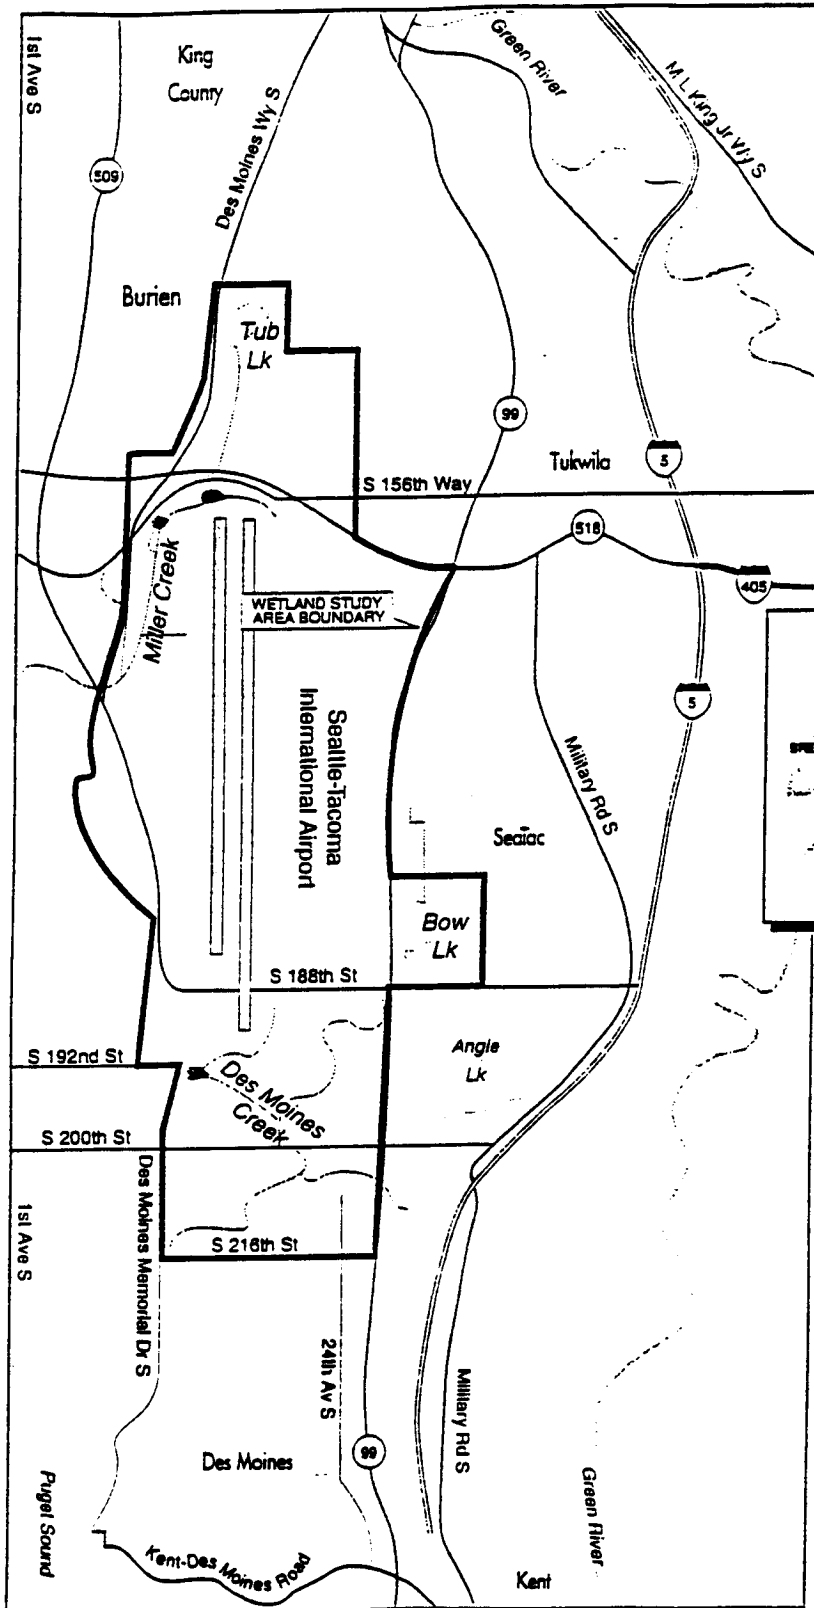 1st Ave S
King
County
Des Moines Wy S
Green River
M L King Jr Wy S
509
Burien
Tub
Lk
99
Tukwila
5
S 156th Way
518
405
Miller Creek
WETLAND STUDY
AREA BOUNDARY
Seattle-Tacoma
International Airport
5
Military Rd S
Seatac
Bow
Lk
S 188th St
Angle
Lk
S 192nd St
Des Moines
Creek
S 200th St
Des Moines Memorial Dr S
1st Ave S
S 216th St
24th Av S
Military Rd S
99
Des Moines
Puget Sound
Kent-Des Moines Road
Green River
Kent